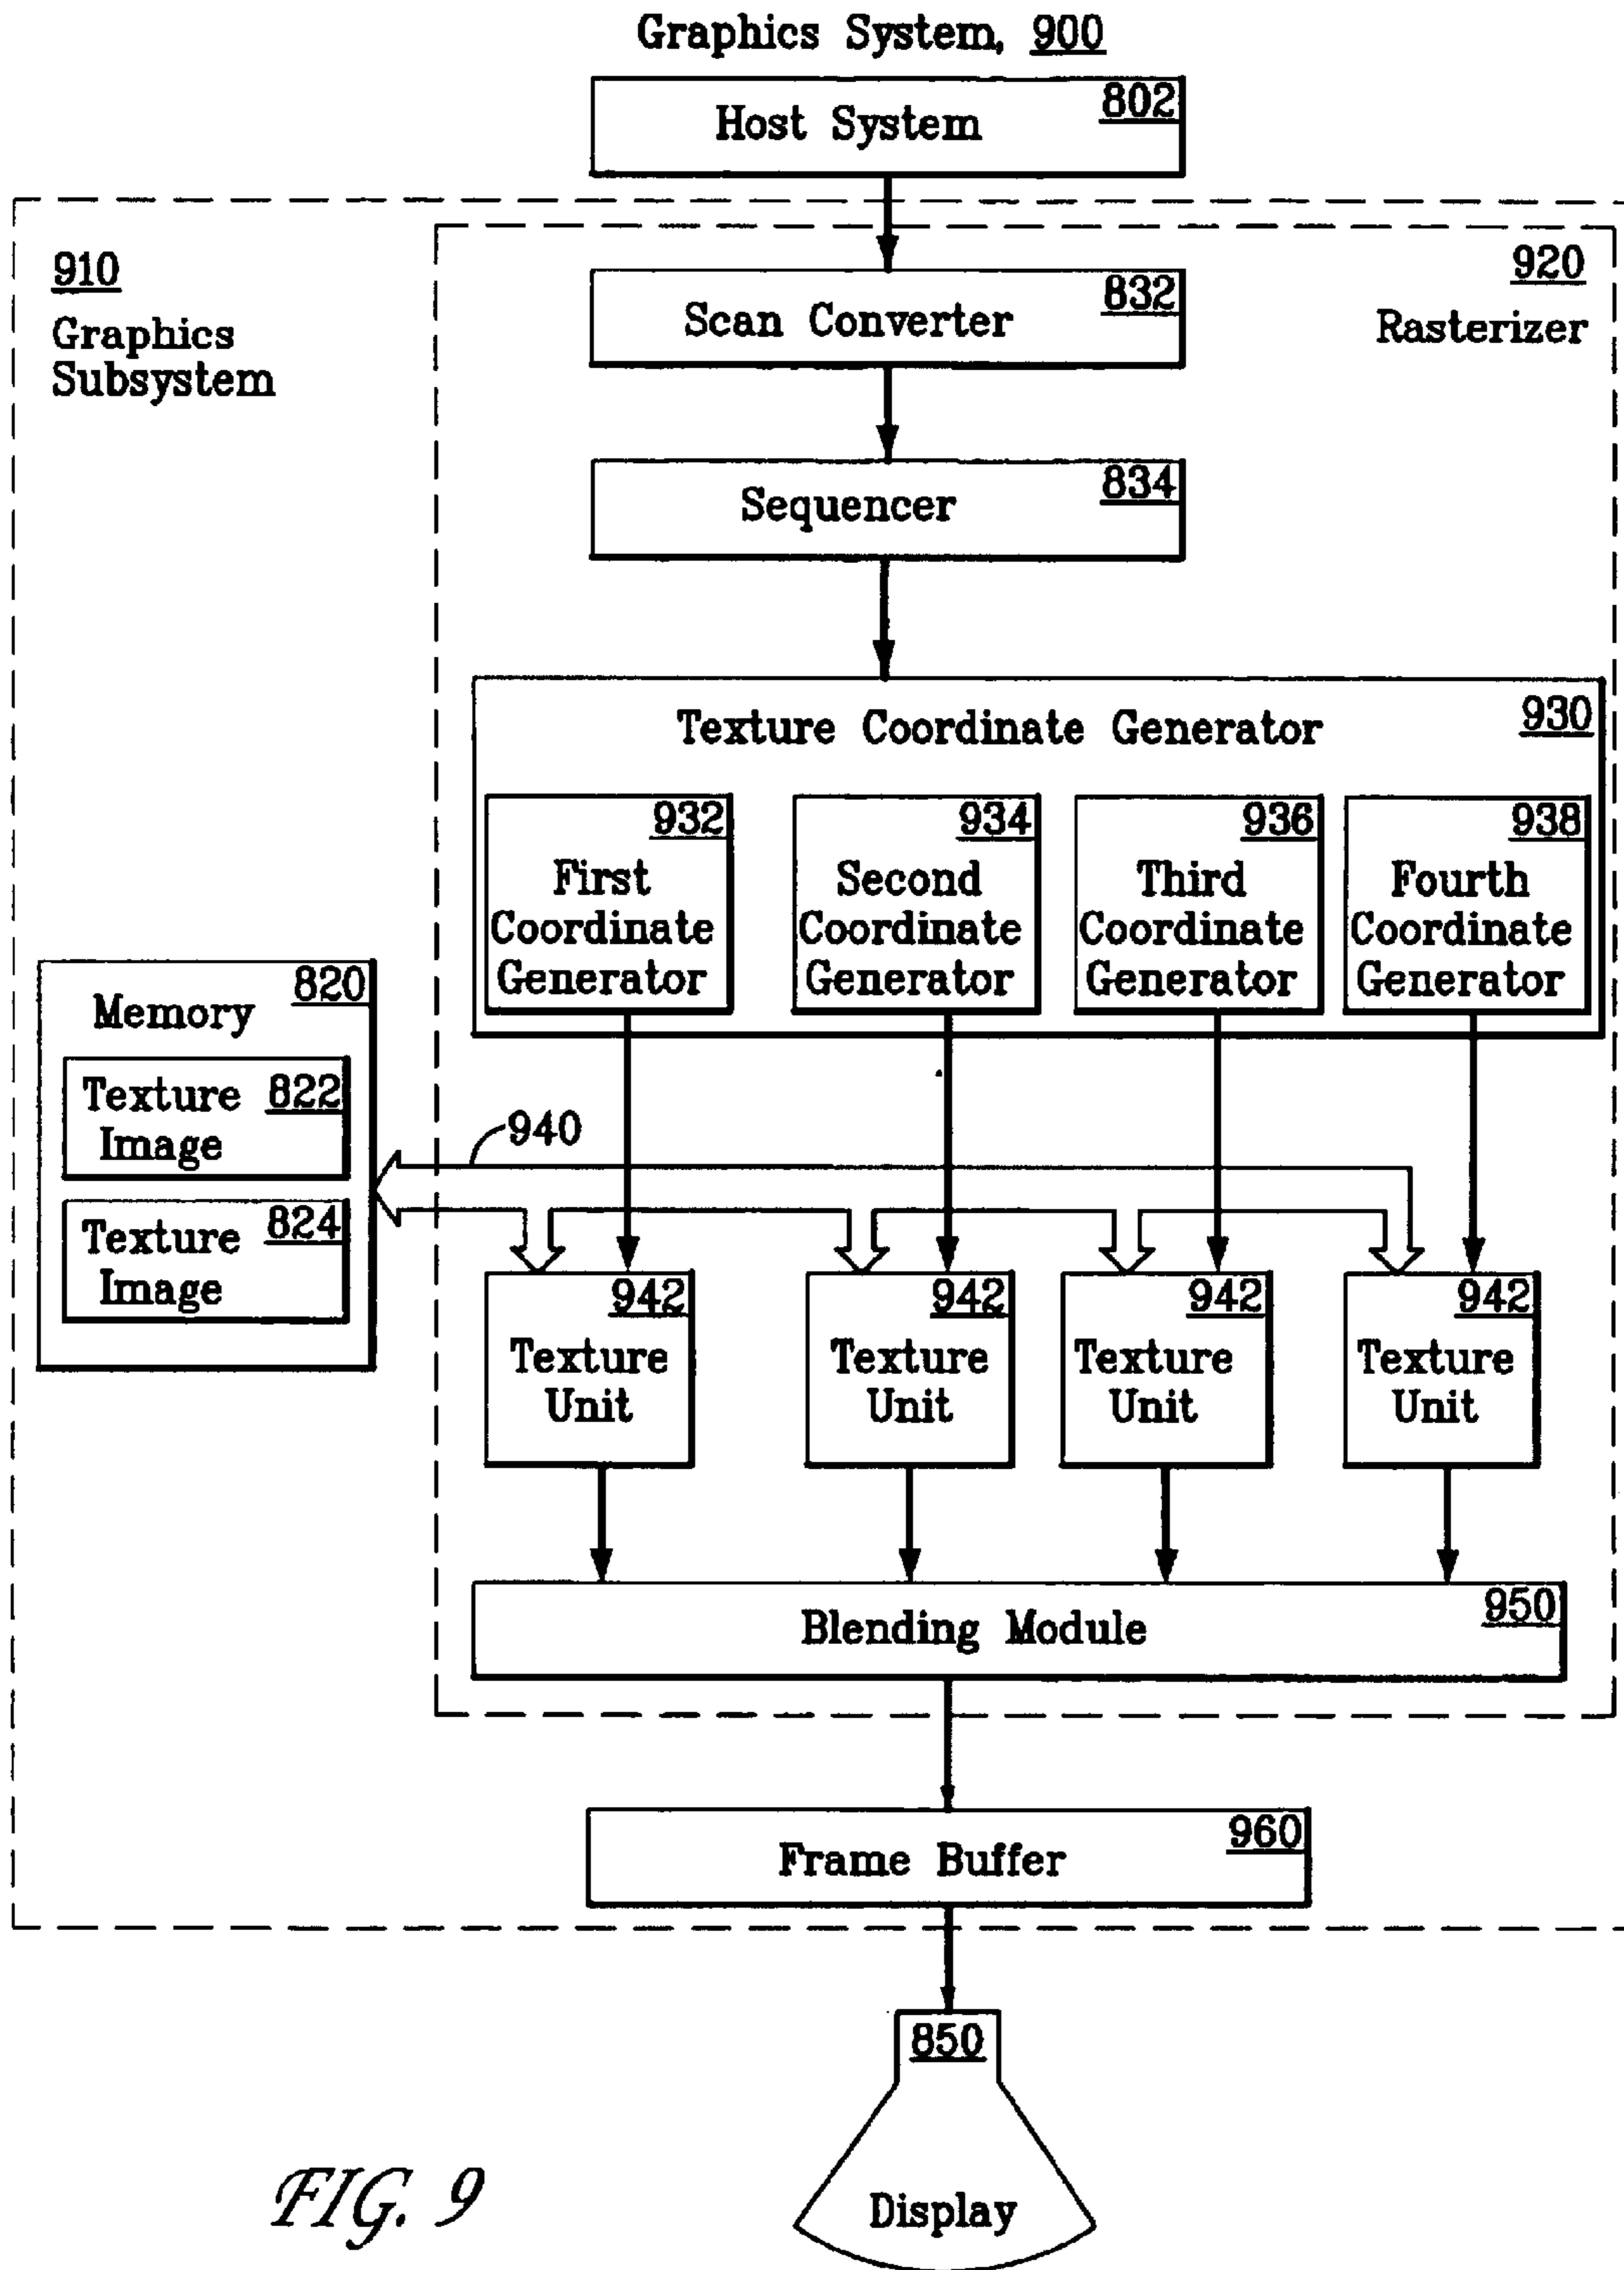 Graphics System, 900
802
Host System
910
Graphics
Subsystem
920
Rasterizer
832
Scan Converter
834
Sequencer
930
Texture Coordinate Generator
932
First
Coordinate
Generator
934
Second
Coordinate
Generator
936
Third
Coordinate
Generator
938
Fourth
Coordinate
Generator
820
Memory
Texture 822
Image
Texture 824
Image
940
942
Texture
Unit
942
Texture
Unit
942
Texture
Unit
942
Texture
Unit
950
Blending Module
960
Frame Buffer
850
Display
FIG. 9